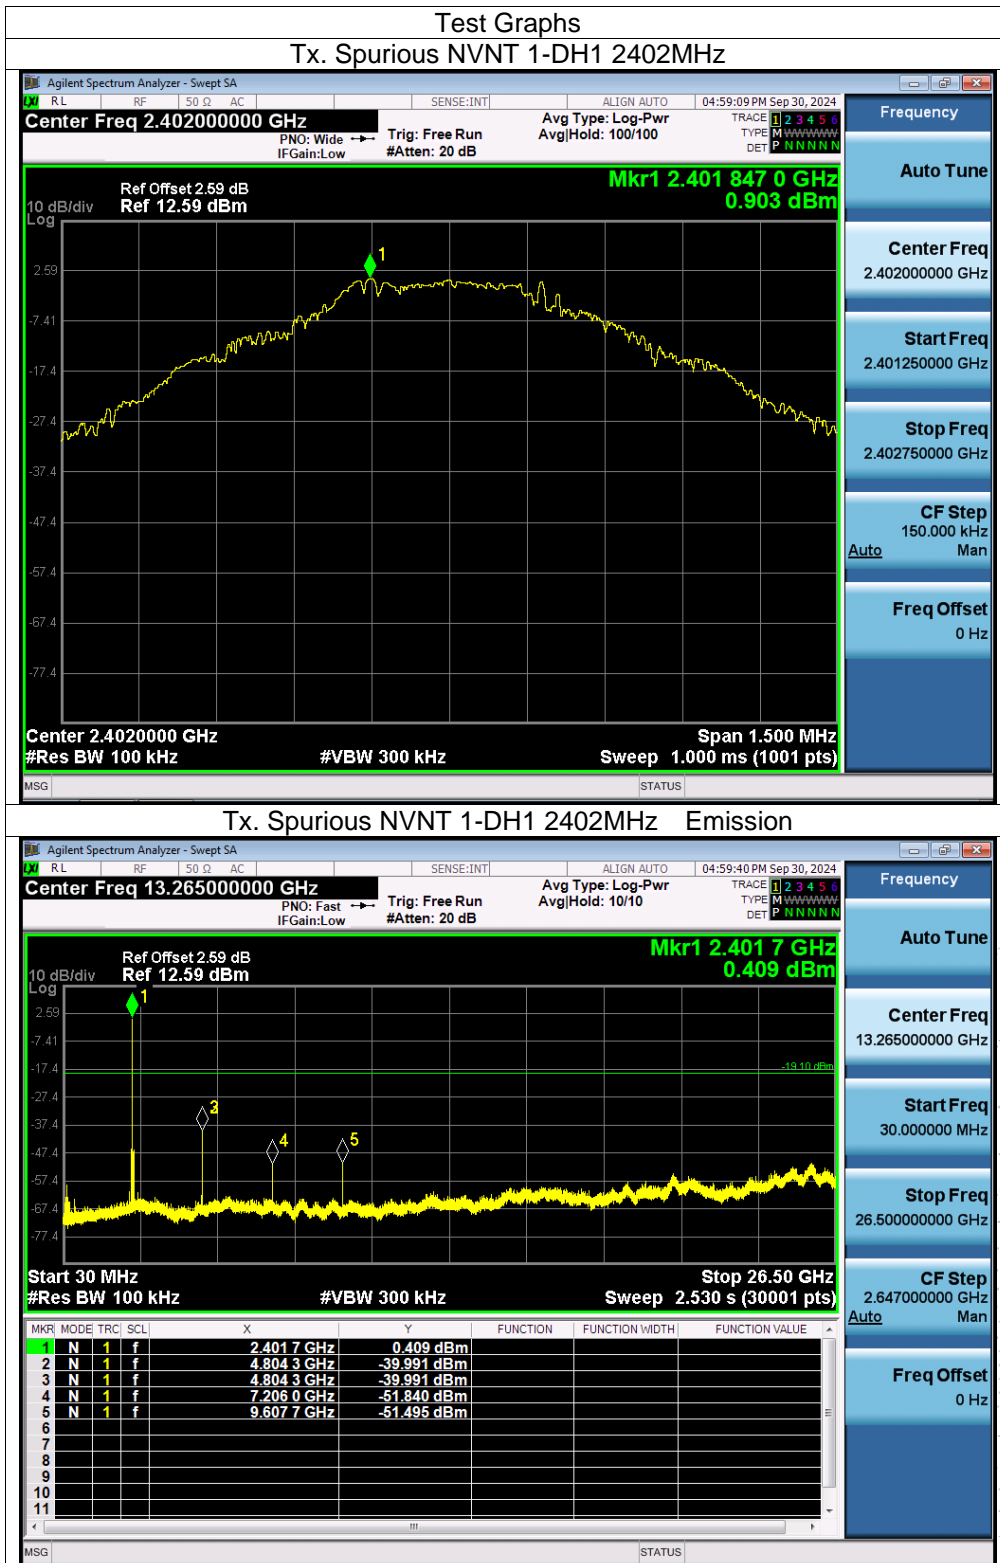 Test Graphs
Tx. Spurious NVNT 1-DH1 2402MHz
Agilent Spectrum Analyzer - Swept SA
LXI RL RF 50 Ω AC SENSE:INT ALIGN AUTO 04:59:09 PM Sep 30, 2024
Center Freq 2.402000000 GHz
PNO: Wide
IFGain:Low
Trig: Free Run
#Atten: 20 dB
Avg Type: Log-Pwr
Avg|Hold: 100/100
TRACE 1 2 3 4 5 6
TYPE M WWWWW
DET P N N N N N
Mkr1 2.401 847 0 GHz
0.903 dBm
Ref Offset 2.59 dB
10 dB/div Ref 12.59 dBm
Log
1
2.59
-7.41
-17.4
-27.4
-37.4
-47.4
-57.4
-67.4
-77.4
Center 2.4020000 GHz Span 1.500 MHz
#Res BW 100 kHz #VBW 300 kHz Sweep 1.000 ms (1001 pts)
MSG STATUS
Frequency
Auto Tune
Center Freq
2.402000000 GHz
Start Freq
2.401250000 GHz
Stop Freq
2.402750000 GHz
CF Step
150.000 kHz
Auto Man
Freq Offset
0 Hz
Tx. Spurious NVNT 1-DH1 2402MHz Emission
Agilent Spectrum Analyzer - Swept SA
LXI RL RF 50 Ω AC SENSE:INT ALIGN AUTO 04:59:40 PM Sep 30, 2024
Center Freq 13.265000000 GHz
PNO: Fast
IFGain:Low
Trig: Free Run
#Atten: 20 dB
Avg Type: Log-Pwr
Avg|Hold: 10/10
TRACE 1 2 3 4 5 6
TYPE M WWWWW
DET P N N N N N
Mkr1 2.401 7 GHz
0.409 dBm
Ref Offset 2.59 dB
10 dB/div Ref 12.59 dBm
Log
1
2.59
-7.41
-17.4
-19.10 dBm
-27.4
3
-37.4
4 5
-47.4
-57.4
-67.4
-77.4
Start 30 MHz Stop 26.50 GHz
#Res BW 100 kHz #VBW 300 kHz Sweep 2.530 s (30001 pts)
MKR MODE TRC SCL X Y FUNCTION FUNCTION WIDTH FUNCTION VALUE
1 N 1 f 2.401 7 GHz 0.409 dBm
2 N 1 f 4.804 3 GHz -39.991 dBm
3 N 1 f 4.804 3 GHz -39.991 dBm
4 N 1 f 7.206 0 GHz -51.840 dBm
5 N 1 f 9.607 7 GHz -51.495 dBm
6
7
8
9
10
11
MSG STATUS
Frequency
Auto Tune
Center Freq
13.265000000 GHz
Start Freq
30.000000 MHz
Stop Freq
26.500000000 GHz
CF Step
2.647000000 GHz
Auto Man
Freq Offset
0 Hz